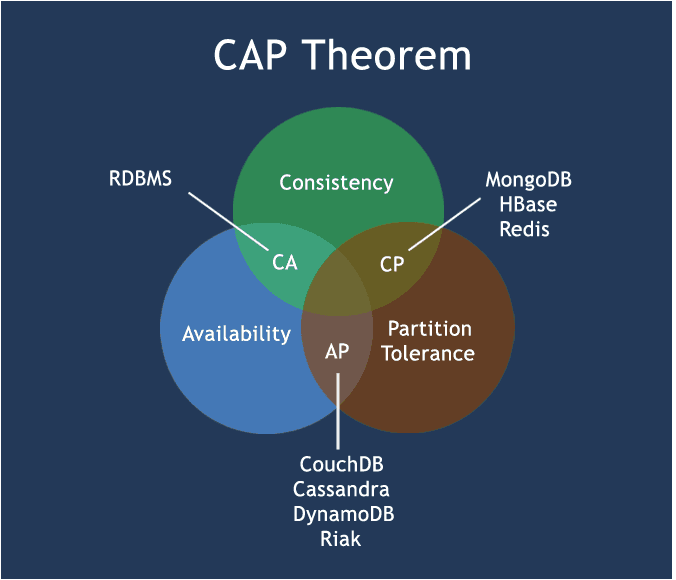 CAP Theorem
RDBMS
Consistency
MongoDB
HBase
Redis
CA
CP
Availability
Partition
Tolerance
AP
CouchDB
Cassandra
DynamoDB
Riak